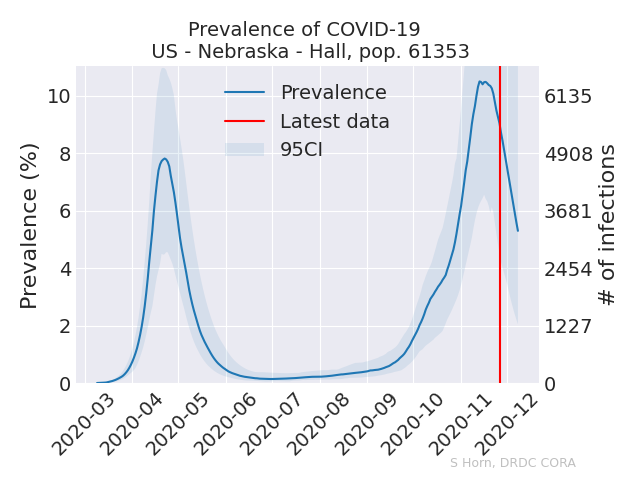 Prevalence of COVID-19
US - Nebraska - Hall, pop. 61353
Prevalence
Latest data
95CI
Prevalence (%)
10
8
6
4
2
0
6135
4908
3681
2454
1227
0
# of infections
2020-03
2020-04
2020-05
2020-06
2020-07
2020-08
2020-09
2020-10
2020-11
2020-12
S Horn, DRDC CORA